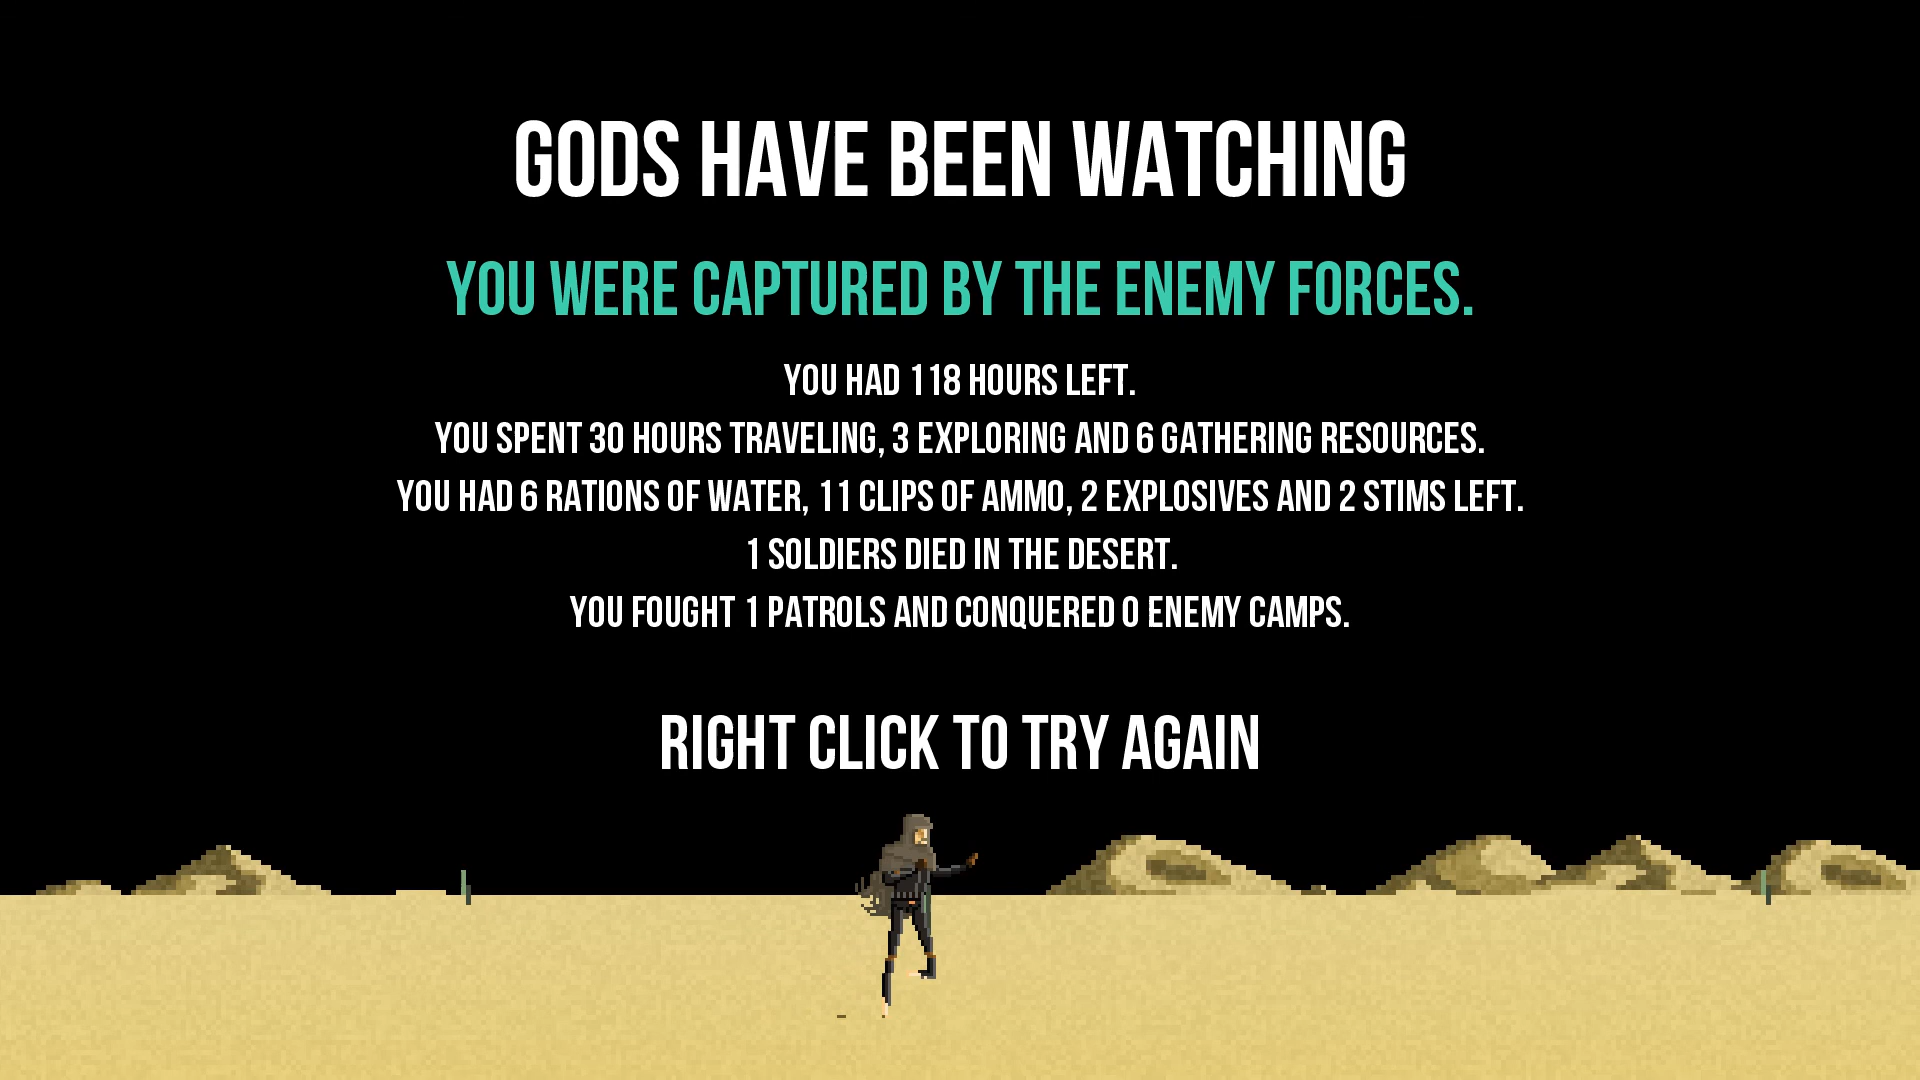 GODS HAVE BEEN WATCHING
YOU WERE CAPTURED BY THE ENEMY FORCES.
YOU HAD 118 HOURS LEFT.
YOU SPENT 30 HOURS TRAVELING, 3 EXPLORING AND 6 GATHERING RESOURCES.
YOU HAD 6 RATIONS OF WATER, 11 CLIPS OF AMMO, 2 EXPLOSIVES AND 2 STIMS LEFT.
1 SOLDIERS DIED IN THE DESERT.
YOU FOUGHT 1 PATROLS AND CONQUERED 0 ENEMY CAMPS.
RIGHT CLICK TO TRY AGAIN